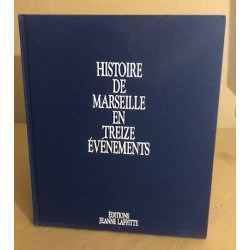 HISTOIRE
DE
MARSEILLE
EN
TREIZE
ÉVÉNEMENTS
ÉDITIONS
JEANNE LAFFITTE